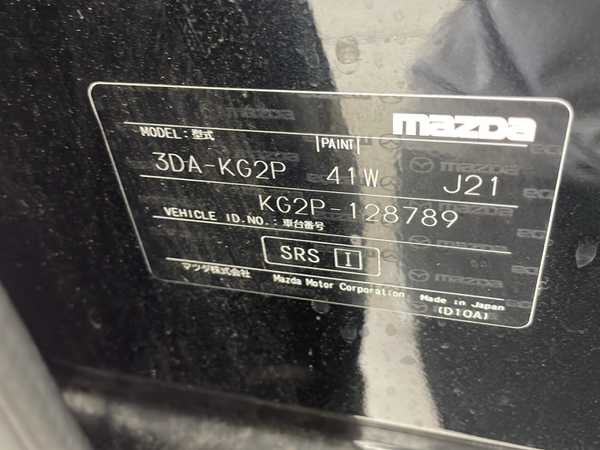 mazda
MODEL: 型式 PAINT
3DA-KG2P 41W J21
KG2P-128789
VEHICLE ID.NO.: 車台番号
SRS I
マツダ株式会社 Mazda Motor Corporation Made in Japan
(D10A)